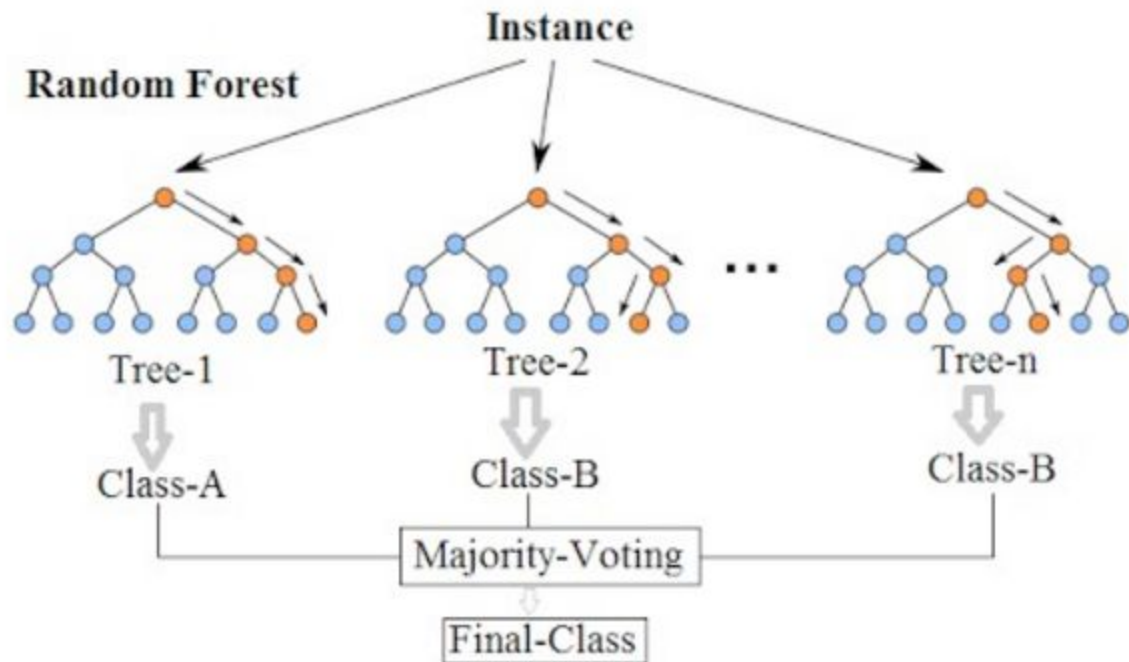 Instance
Random Forest
...
Tree-1
Tree-2
Tree-n
Class-A
Class-B
Class-B
Majority-Voting
Final-Class